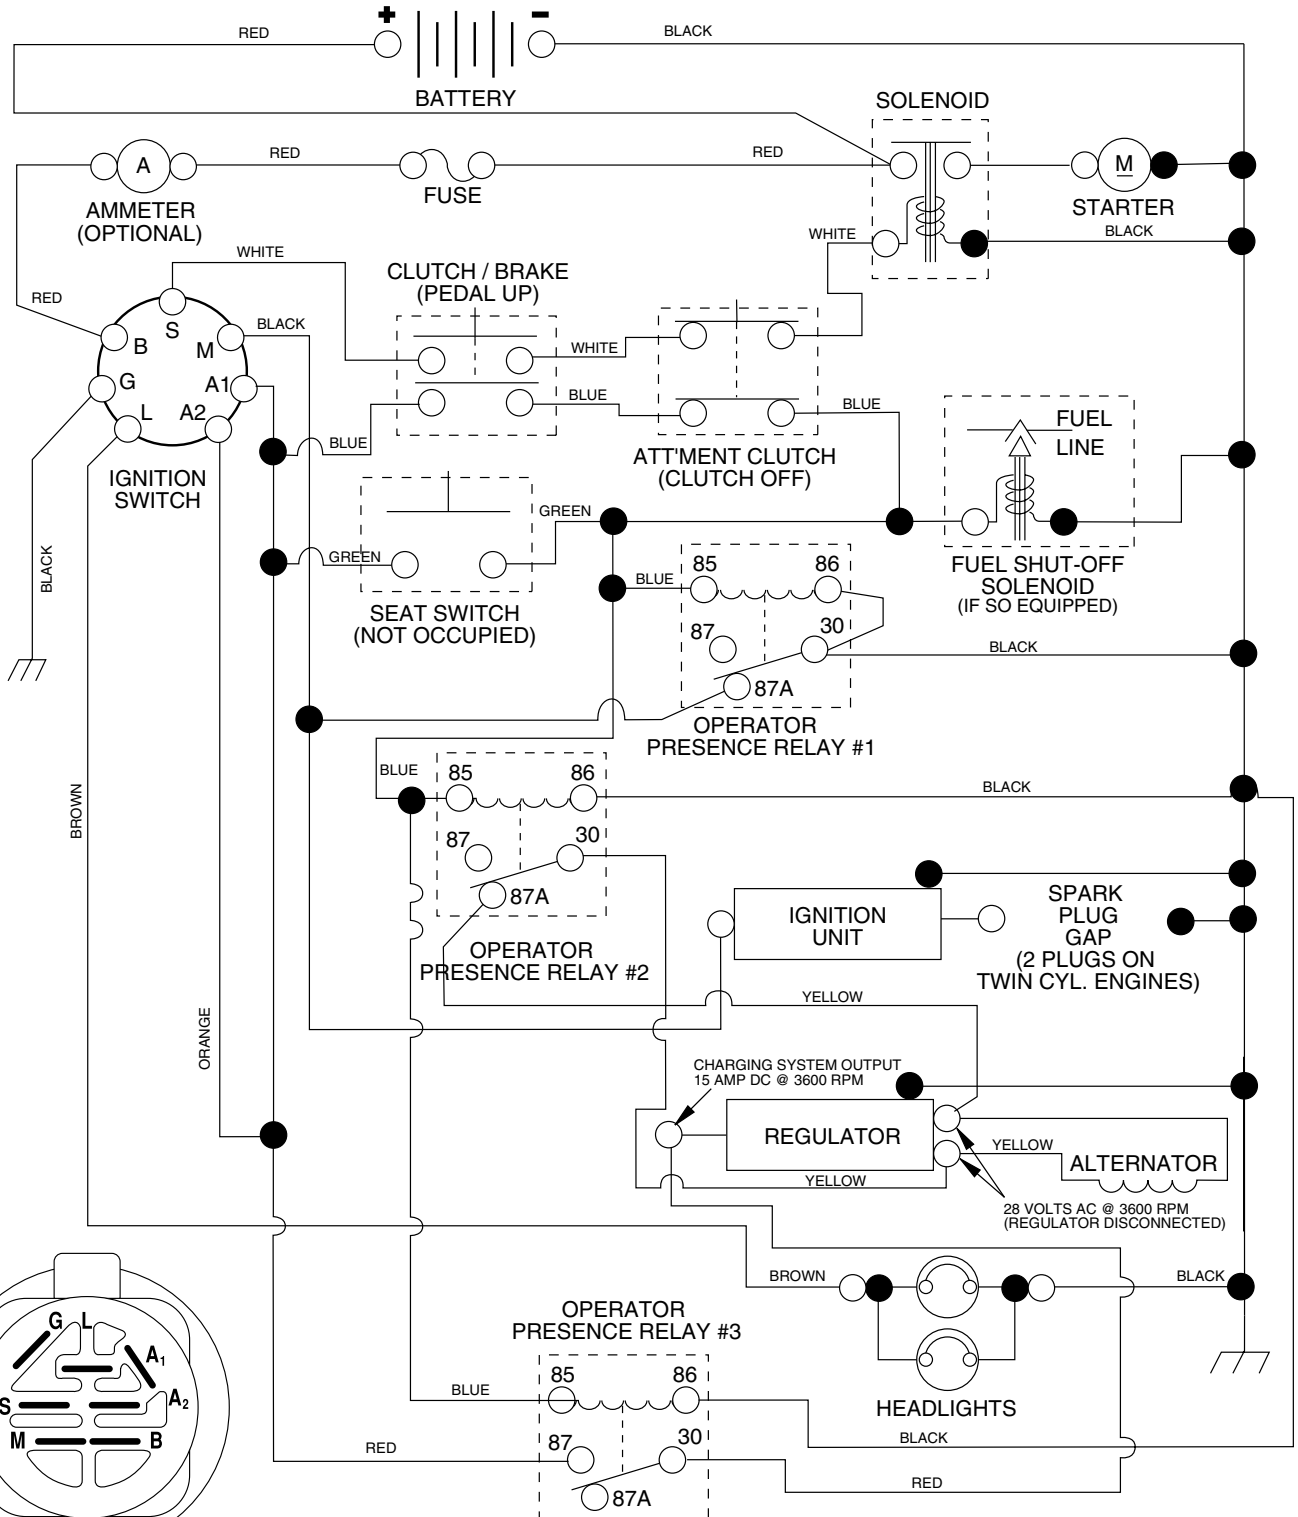 + -
RED
BLACK
BATTERY
SOLENOID
A
RED
RED
M
FUSE
AMMETER
(OPTIONAL)
STARTER
WHITE
BLACK
WHITE
CLUTCH / BRAKE
(PEDAL UP)
RED
S
BLACK
B
M
WHITE
G
A1
L
A2
BLUE
BLUE
FUEL
LINE
BLUE
ATT'MENT CLUTCH
(CLUTCH OFF)
IGNITION
SWITCH
GREEN
BLACK
GREEN
85
86
FUEL SHUT-OFF
SOLENOID
(IF SO EQUIPPED)
BLUE
SEAT SWITCH
(NOT OCCUPIED)
87
30
BLACK
87A
OPERATOR
PRESENCE RELAY #1
BLUE
85
86
BLACK
BROWN
87
30
87A
IGNITION
UNIT
SPARK
PLUG
GAP
(2 PLUGS ON
TWIN CYL. ENGINES)
OPERATOR
PRESENCE RELAY #2
YELLOW
ORANGE
CHARGING SYSTEM OUTPUT
15 AMP DC @ 3600 RPM
REGULATOR
YELLOW
ALTERNATOR
YELLOW
28 VOLTS AC @ 3600 RPM
(REGULATOR DISCONNECTED)
BROWN
BLACK
OPERATOR
PRESENCE RELAY #3
G
L
A1
A2
S
M
B
85
86
BLUE
HEADLIGHTS
BLACK
87
30
RED
RED
87A